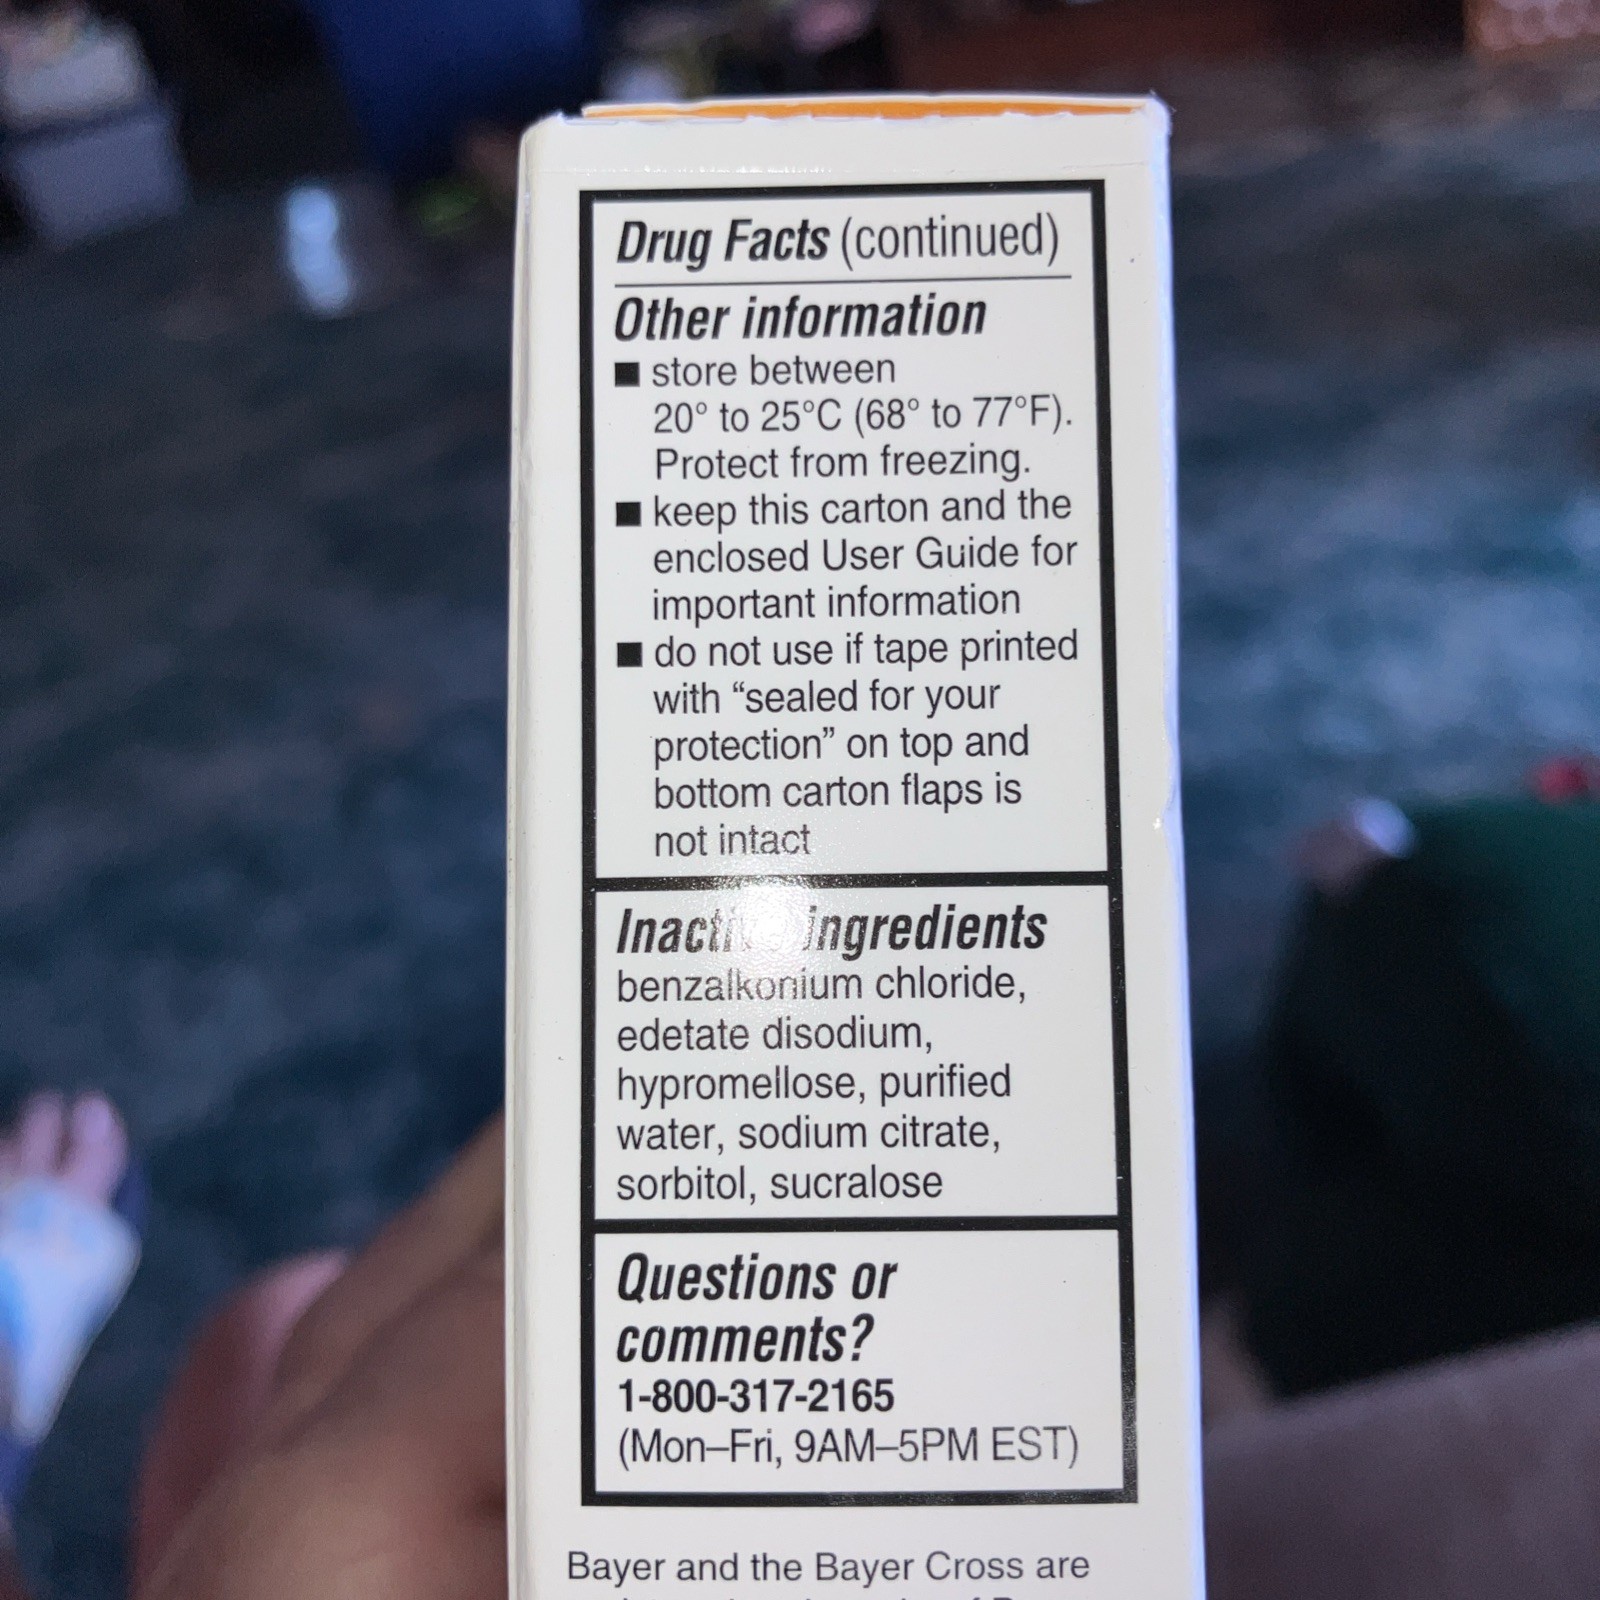 Drug Facts (continued)
Other information
■ store between
20° to 25°C (68° to 77°F).
Protect from freezing.
■ keep this carton and the
enclosed User Guide for
important information
■ do not use if tape printed
with “sealed for your
protection” on top and
bottom carton flaps is
not intact
Inactive ingredients
benzalkonium chloride,
edetate disodium,
hypromellose, purified
water, sodium citrate,
sorbitol, sucralose
Questions or
comments?
1-800-317-2165
(Mon–Fri, 9AM–5PM EST)
Bayer and the Bayer Cross are